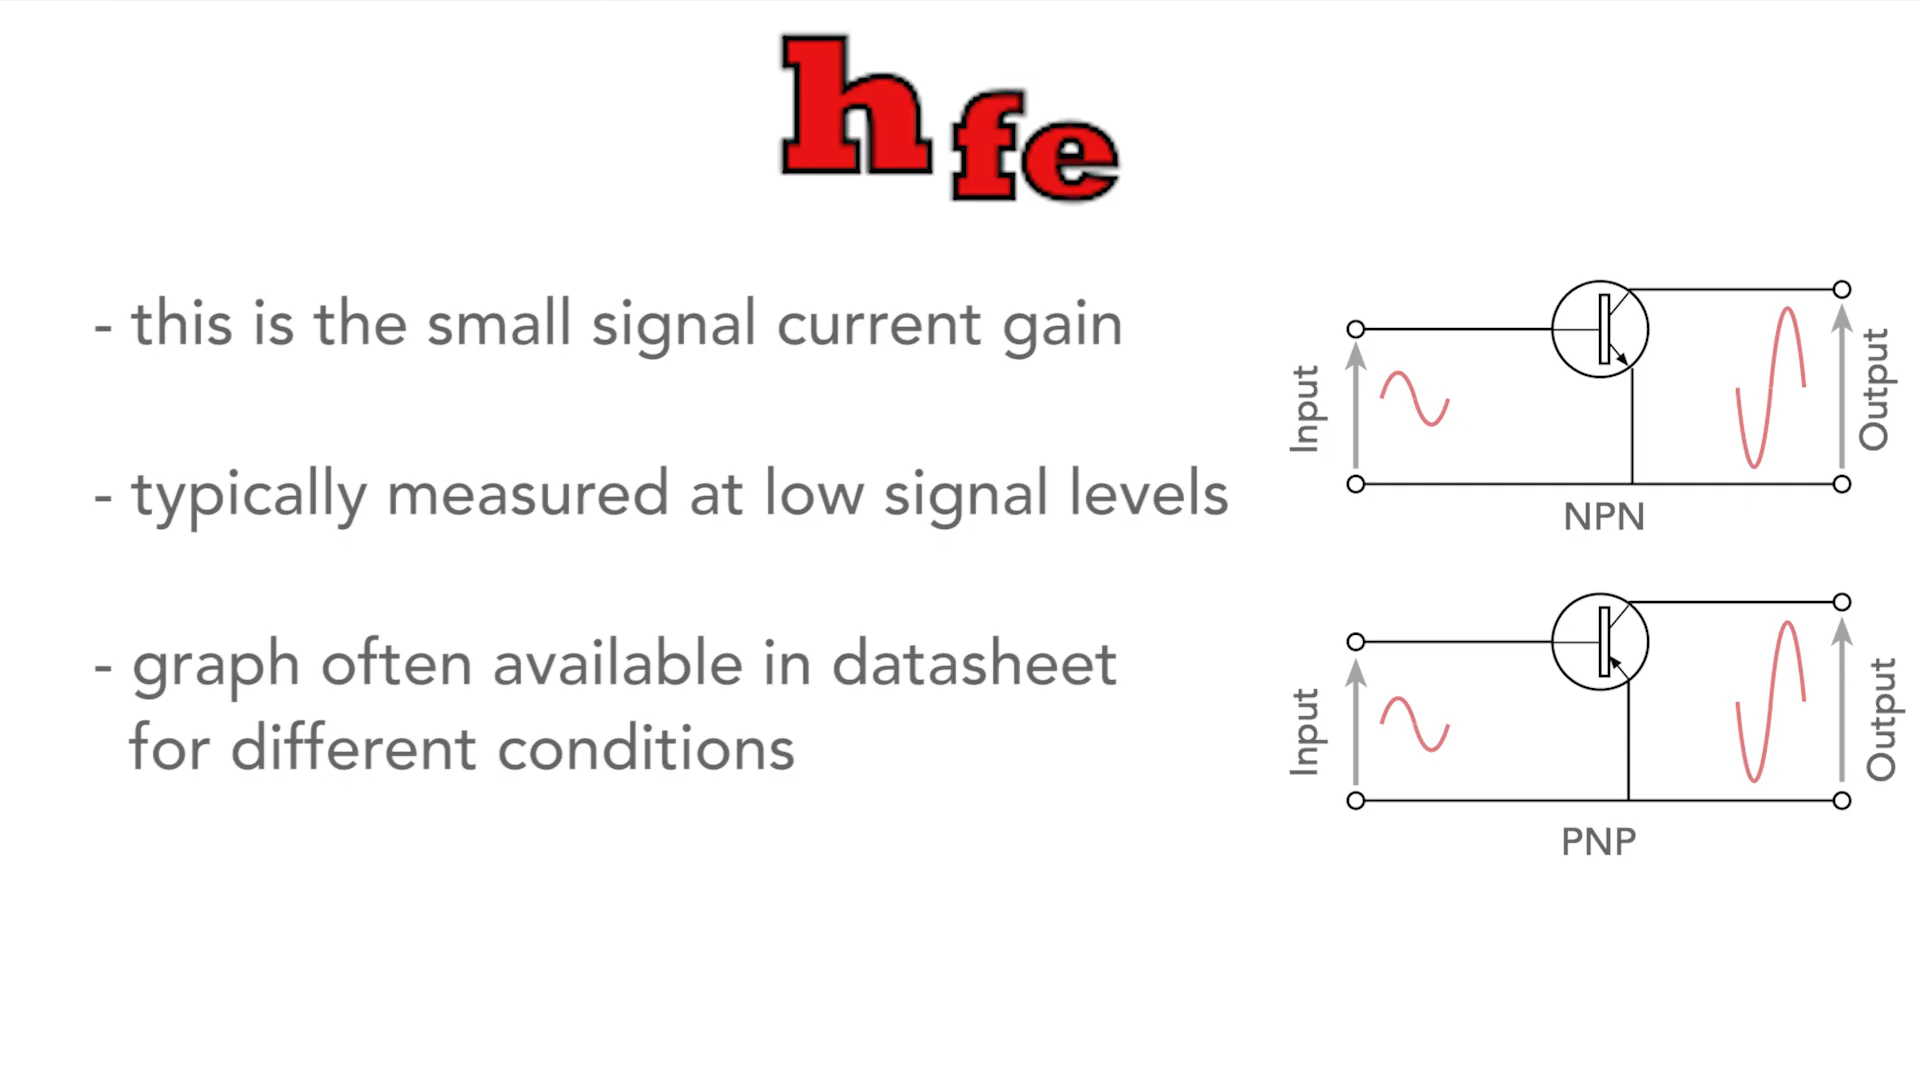 hfe
- this is the small signal current gain
- typically measured at low signal levels
- graph often available in datasheet
for different conditions
Input
Output
NPN
Input
Output
PNP